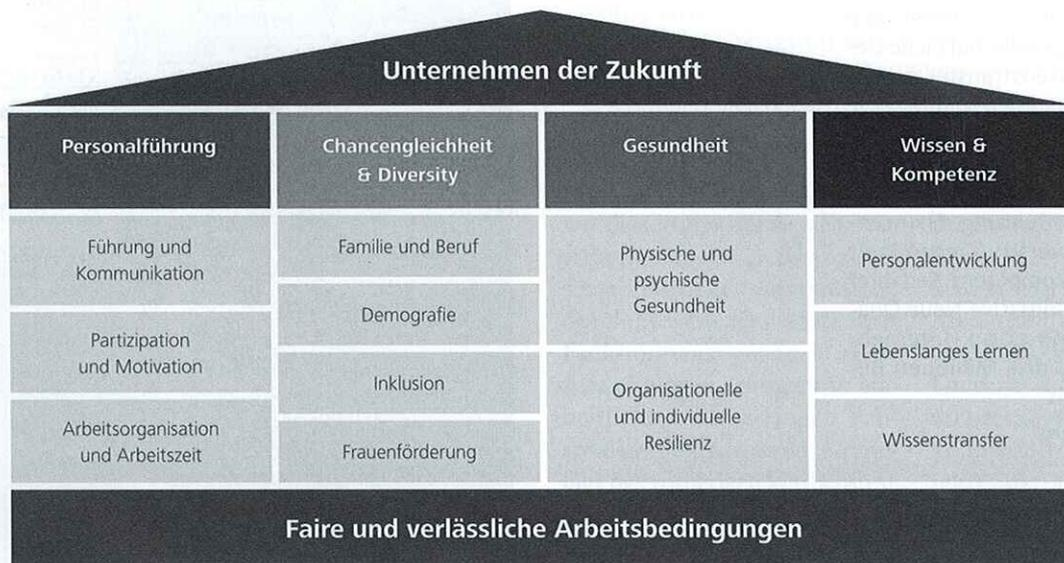 Unternehmen der Zukunft
Personalführung
Führung und
Kommunikation
Partizipation
und Motivation
Arbeitsorganisation
und Arbeitszeit
Chancengleichheit
& Diversity
Familie und Beruf
Demografie
Inklusion
Frauenförderung
Gesundheit
Physische und
psychische
Gesundheit
Organisationelle
und individuelle
Resilienz
Wissen &
Kompetenz
Personalentwicklung
Lebenslanges Lernen
Wissenstransfer
Faire und verlässliche Arbeitsbedingungen